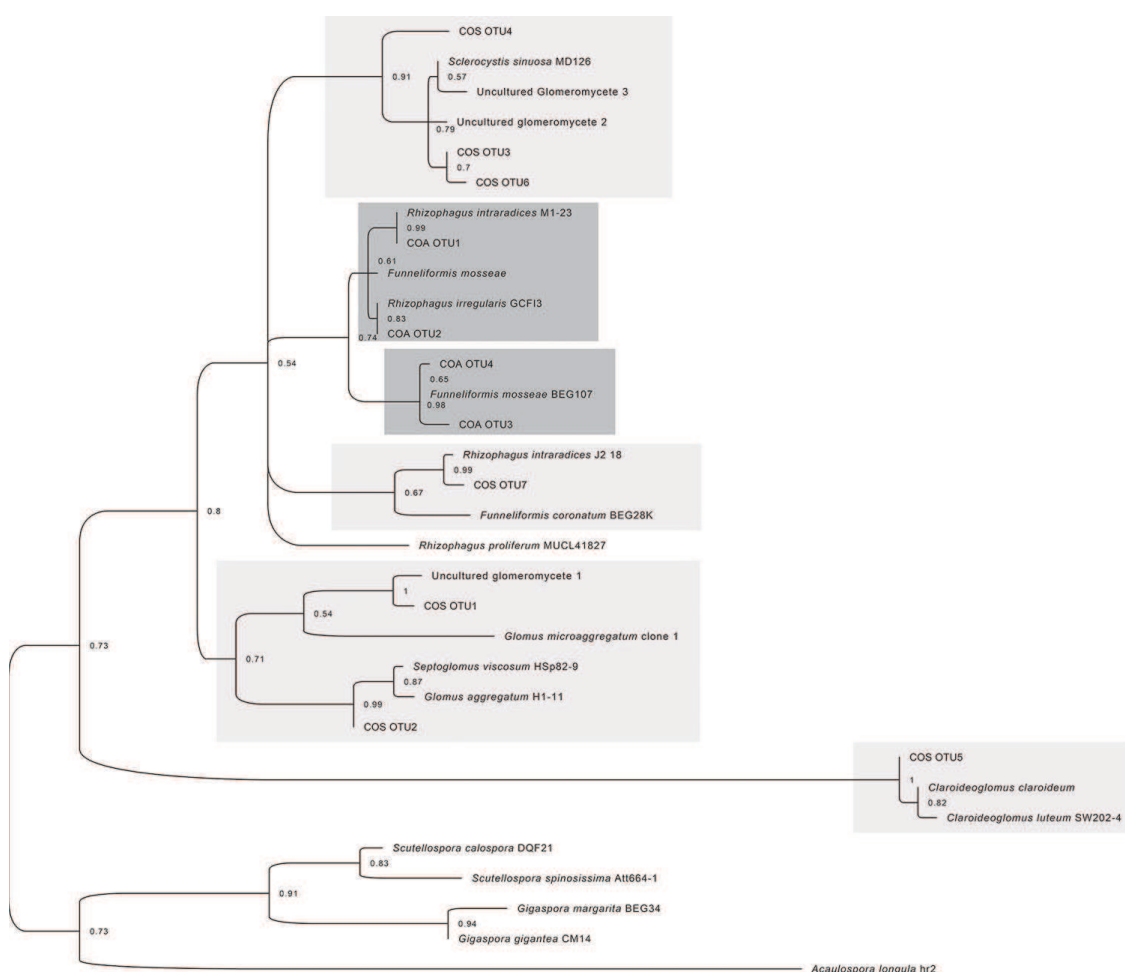 COS OTU4
Sclerocystis sinuosa MD126
0.91
0.57
Uncultured Glomeromycete 3
Uncultured glomeromycete 2
0.79
COS OTU3
0.7
COS OTU6
Rhizophagus intraradices M1-23
0.99
COA OTU1
0.61
Funneliformis mosseae
Rhizophagus irregularis GCFI3
0.83
COA OTU2
0.74
0.54
COA OTU4
0.65
Funneliformis mosseae BEG107
0.98
COA OTU3
Rhizophagus intraradices J2 18
0.99
COS OTU7
0.67
Funneliformis coronatum BEG28K
0.8
Rhizophagus proliferum MUCL41827
Uncultured glomeromycete 1
1
COS OTU1
0.54
Glomus microaggregatum clone 1
0.73
0.71
Septoglomus viscosum HSp82-9
0.87
Glomus aggregatum H1-11
0.99
COS OTU2
COS OTU5
1
Claroideoglomus claroideum
0.82
Claroideoglomus luteum SW202-4
Scutellospora calospora DQF21
0.83
Scutellospora spinosissima Att664-1
0.91
Gigaspora margarita BEG34
0.94
0.73
Gigaspora gigantea CM14
Acaulospora longula hr2